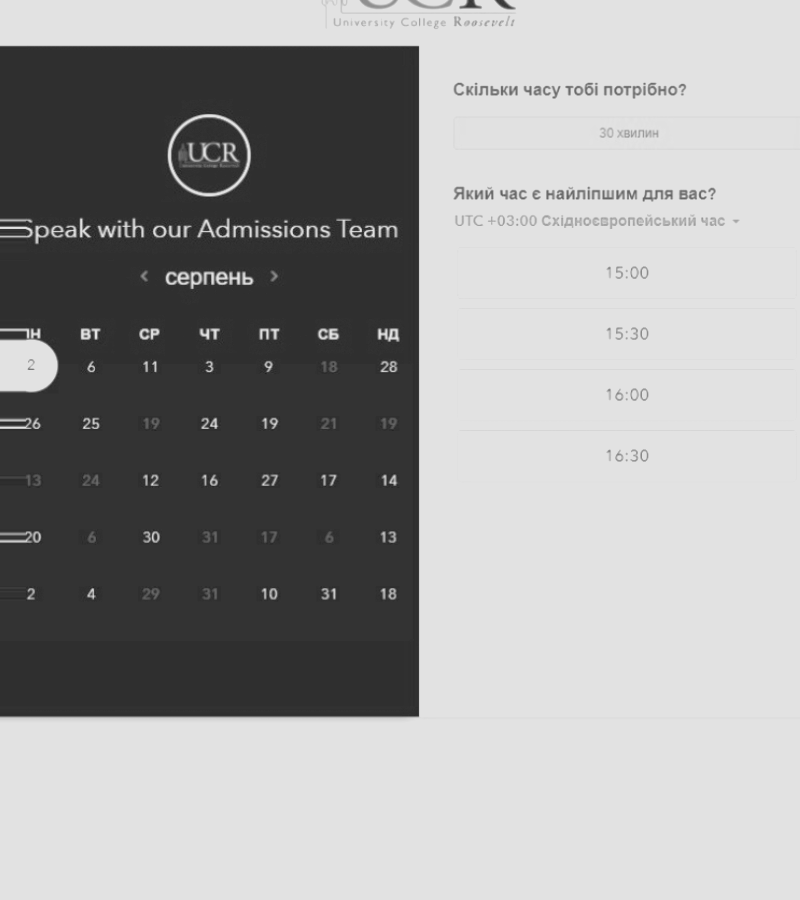 UCR
University College Roosevelt
UCR
Speak with our Admissions Team
серпень
ПН ВТ СР ЧТ ПТ СБ НД
2 6 11 3 9 18 28
26 25 19 24 19 21 19
13 24 12 16 27 17 14
20 6 30 31 17 6 13
2 4 29 31 10 31 18
Скільки часу тобі потрібно?
30 хвилин
Який час є найліпшим для вас?
UTC +03:00 Східноєвропейський час
15:00
15:30
16:00
16:30